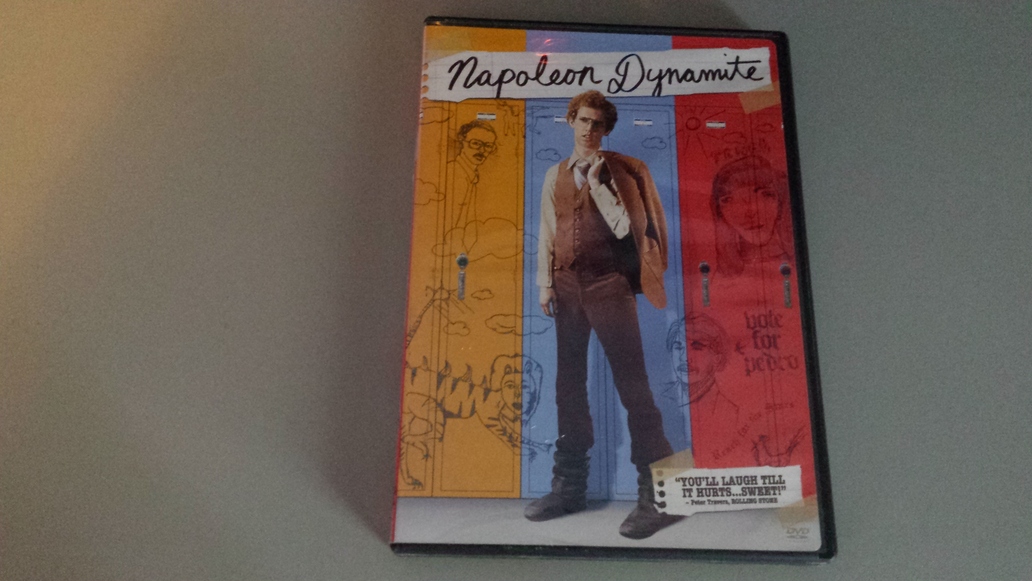 Napoleon Dynamite
vote
for
pedro
"YOU'LL LAUGH TILL
IT HURTS...SWEET!"
- Peter Travers, ROLLING STONE
DVD